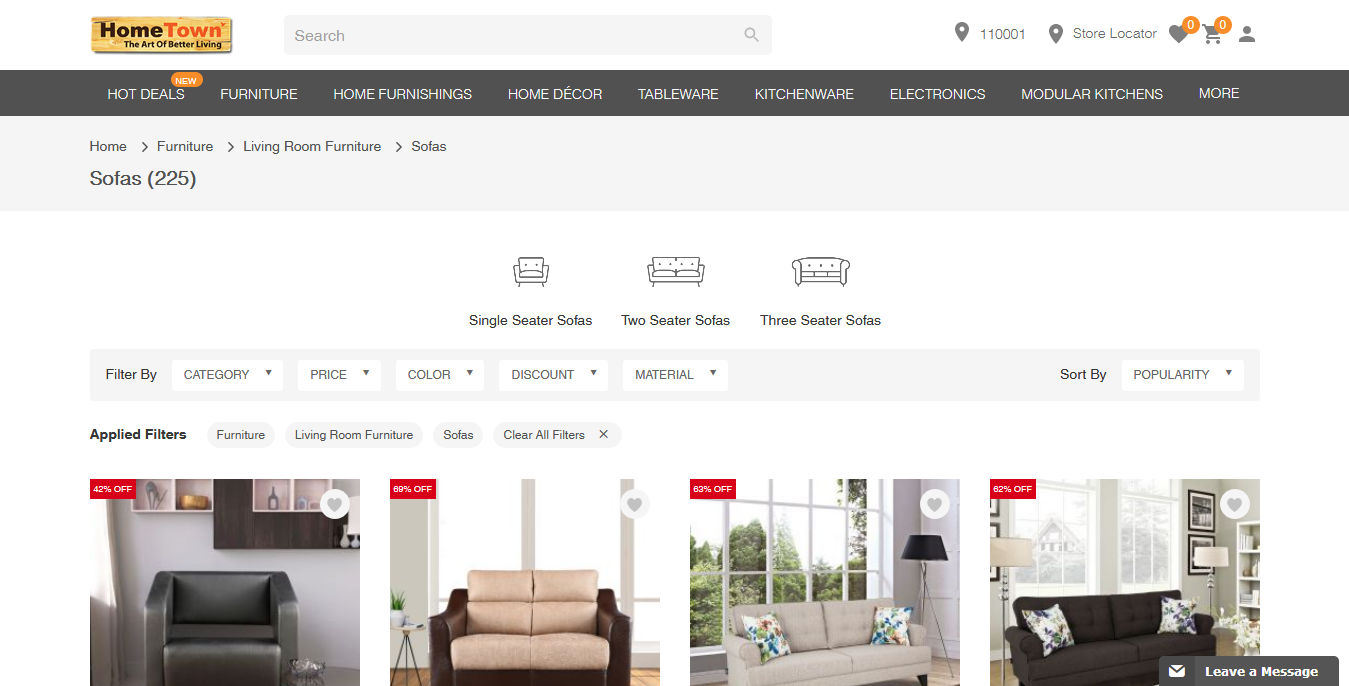 HomeTown
The Art Of Better Living
Search
110001
Store Locator
0
0
HOT DEALS
NEW
FURNITURE
HOME FURNISHINGS
HOME DÉCOR
TABLEWARE
KITCHENWARE
ELECTRONICS
MODULAR KITCHENS
MORE
Home > Furniture > Living Room Furniture > Sofas
Sofas (225)
Single Seater Sofas
Two Seater Sofas
Three Seater Sofas
Filter By
CATEGORY
PRICE
COLOR
DISCOUNT
MATERIAL
Sort By
POPULARITY
Applied Filters
Furniture
Living Room Furniture
Sofas
Clear All Filters ×
42% OFF
69% OFF
63% OFF
62% OFF
Leave a Message